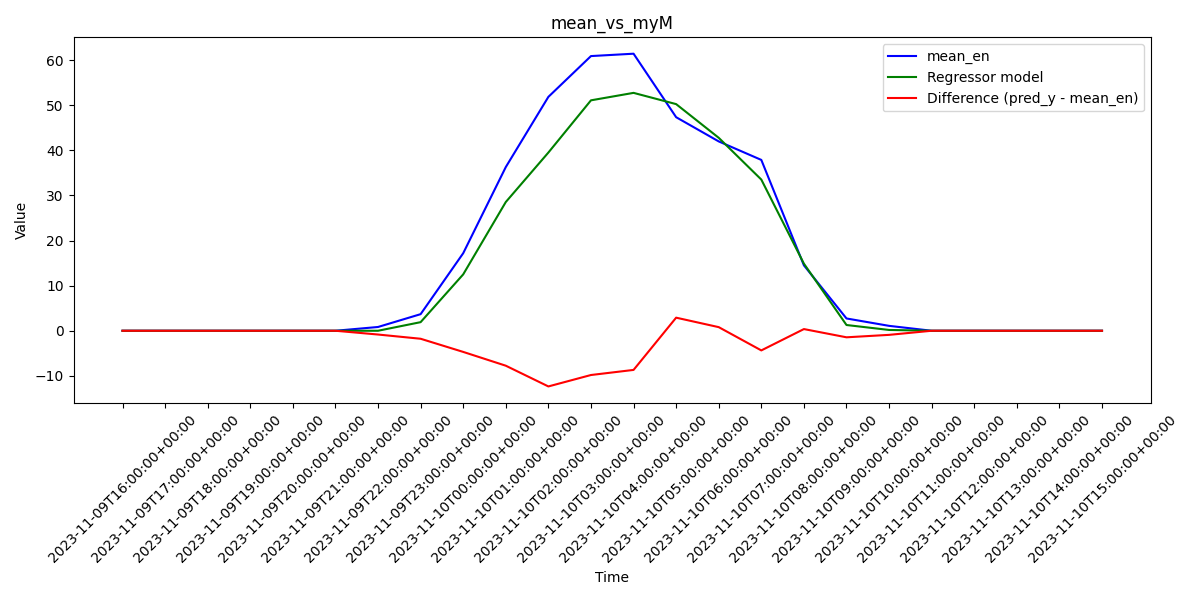 mean_vs_myM
mean_en
Regressor model
Difference (pred_y - mean_en)
Value
60
50
40
30
20
10
0
−10
2023-11-09T16:00:00+00:00
2023-11-09T17:00:00+00:00
2023-11-09T18:00:00+00:00
2023-11-09T19:00:00+00:00
2023-11-09T20:00:00+00:00
2023-11-09T21:00:00+00:00
2023-11-09T22:00:00+00:00
2023-11-09T23:00:00+00:00
2023-11-10T00:00:00+00:00
2023-11-10T01:00:00+00:00
2023-11-10T02:00:00+00:00
2023-11-10T03:00:00+00:00
2023-11-10T04:00:00+00:00
2023-11-10T05:00:00+00:00
2023-11-10T06:00:00+00:00
2023-11-10T07:00:00+00:00
2023-11-10T08:00:00+00:00
2023-11-10T09:00:00+00:00
2023-11-10T10:00:00+00:00
2023-11-10T11:00:00+00:00
2023-11-10T12:00:00+00:00
2023-11-10T13:00:00+00:00
2023-11-10T14:00:00+00:00
2023-11-10T15:00:00+00:00
Time